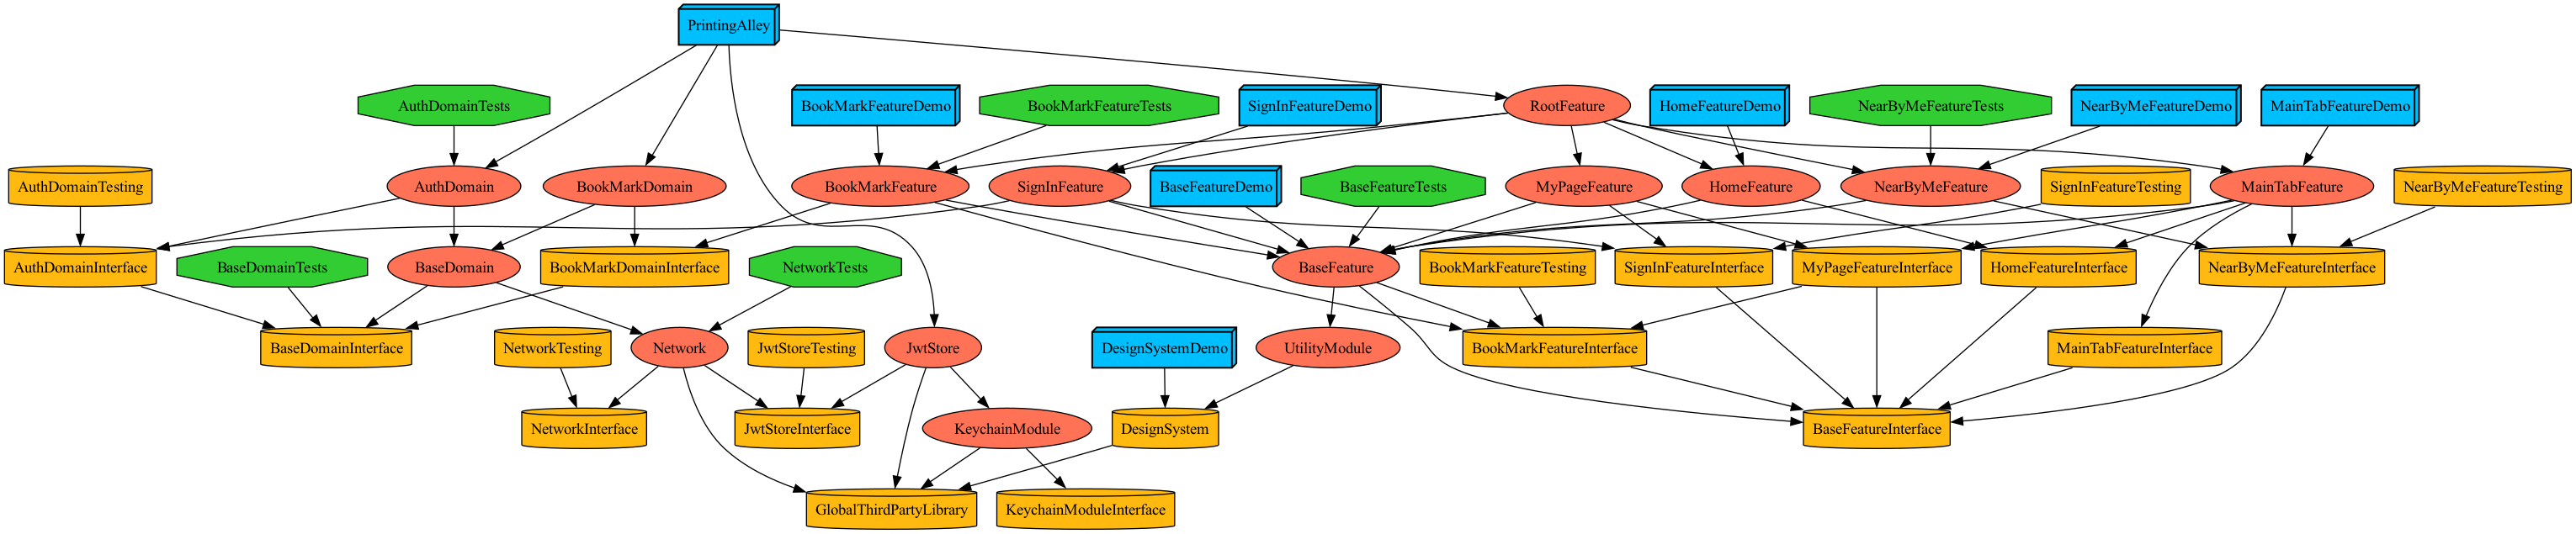 PrintingAlley
AuthDomainTests
BookMarkFeatureDemo
BookMarkFeatureTests
SignInFeatureDemo
RootFeature
HomeFeatureDemo
NearByMeFeatureTests
NearByMeFeatureDemo
MainTabFeatureDemo
AuthDomainTesting
AuthDomain
BookMarkDomain
BookMarkFeature
SignInFeature
BaseFeatureDemo
BaseFeatureTests
MyPageFeature
HomeFeature
NearByMeFeature
SignInFeatureTesting
MainTabFeature
NearByMeFeatureTesting
AuthDomainInterface
BaseDomainTests
BaseDomain
BookMarkDomainInterface
NetworkTests
BaseFeature
BookMarkFeatureTesting
SignInFeatureInterface
MyPageFeatureInterface
HomeFeatureInterface
NearByMeFeatureInterface
BaseDomainInterface
NetworkTesting
Network
JwtStoreTesting
JwtStore
DesignSystemDemo
UtilityModule
BookMarkFeatureInterface
MainTabFeatureInterface
NetworkInterface
JwtStoreInterface
KeychainModule
DesignSystem
BaseFeatureInterface
GlobalThirdPartyLibrary
KeychainModuleInterface